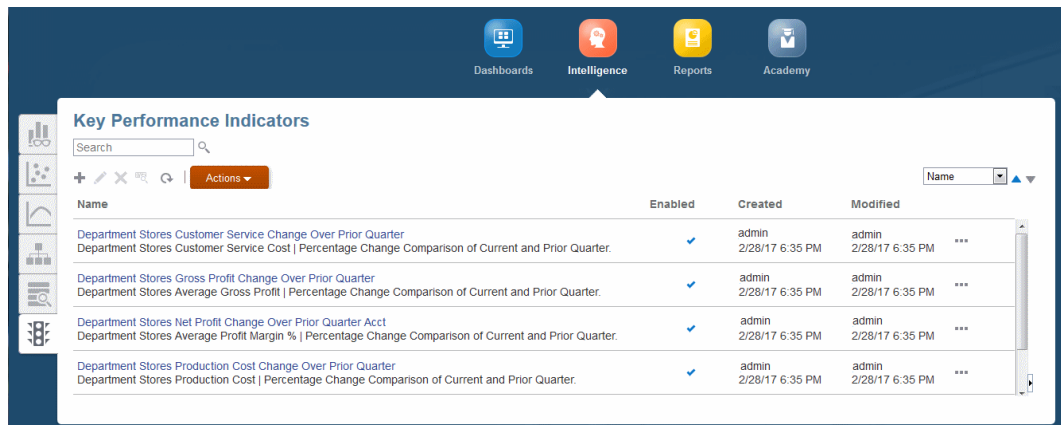 Dashboards Intelligence Reports Academy
Key Performance Indicators
Search
Actions Name
Name Enabled Created Modified
Department Stores Customer Service Change Over Prior Quarter admin admin
Department Stores Customer Service Cost | Percentage Change Comparison of Current and Prior Quarter. 2/28/17 6:35 PM 2/28/17 6:35 PM
Department Stores Gross Profit Change Over Prior Quarter admin admin
Department Stores Average Gross Profit | Percentage Change Comparison of Current and Prior Quarter. 2/28/17 6:35 PM 2/28/17 6:35 PM
Department Stores Net Profit Change Over Prior Quarter Acct admin admin
Department Stores Average Profit Margin % | Percentage Change Comparison of Current and Prior Quarter. 2/28/17 6:35 PM 2/28/17 6:35 PM
Department Stores Production Cost Change Over Prior Quarter admin admin
Department Stores Production Cost | Percentage Change Comparison of Current and Prior Quarter. 2/28/17 6:35 PM 2/28/17 6:35 PM